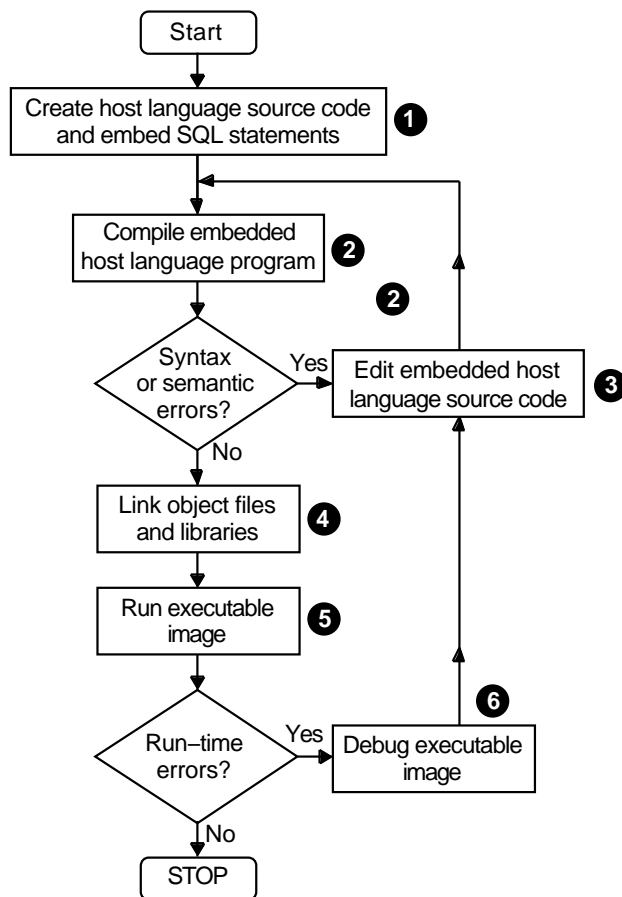 Start
Create host language source code
and embed SQL statements
1
Compile embedded
host language program
2
2
Syntax
or semantic
errors?
Yes
Edit embedded host
language source code
3
No
Link object files
and libraries
4
Run executable
image
5
6
Run–time
errors?
Yes
Debug executable
image
No
STOP